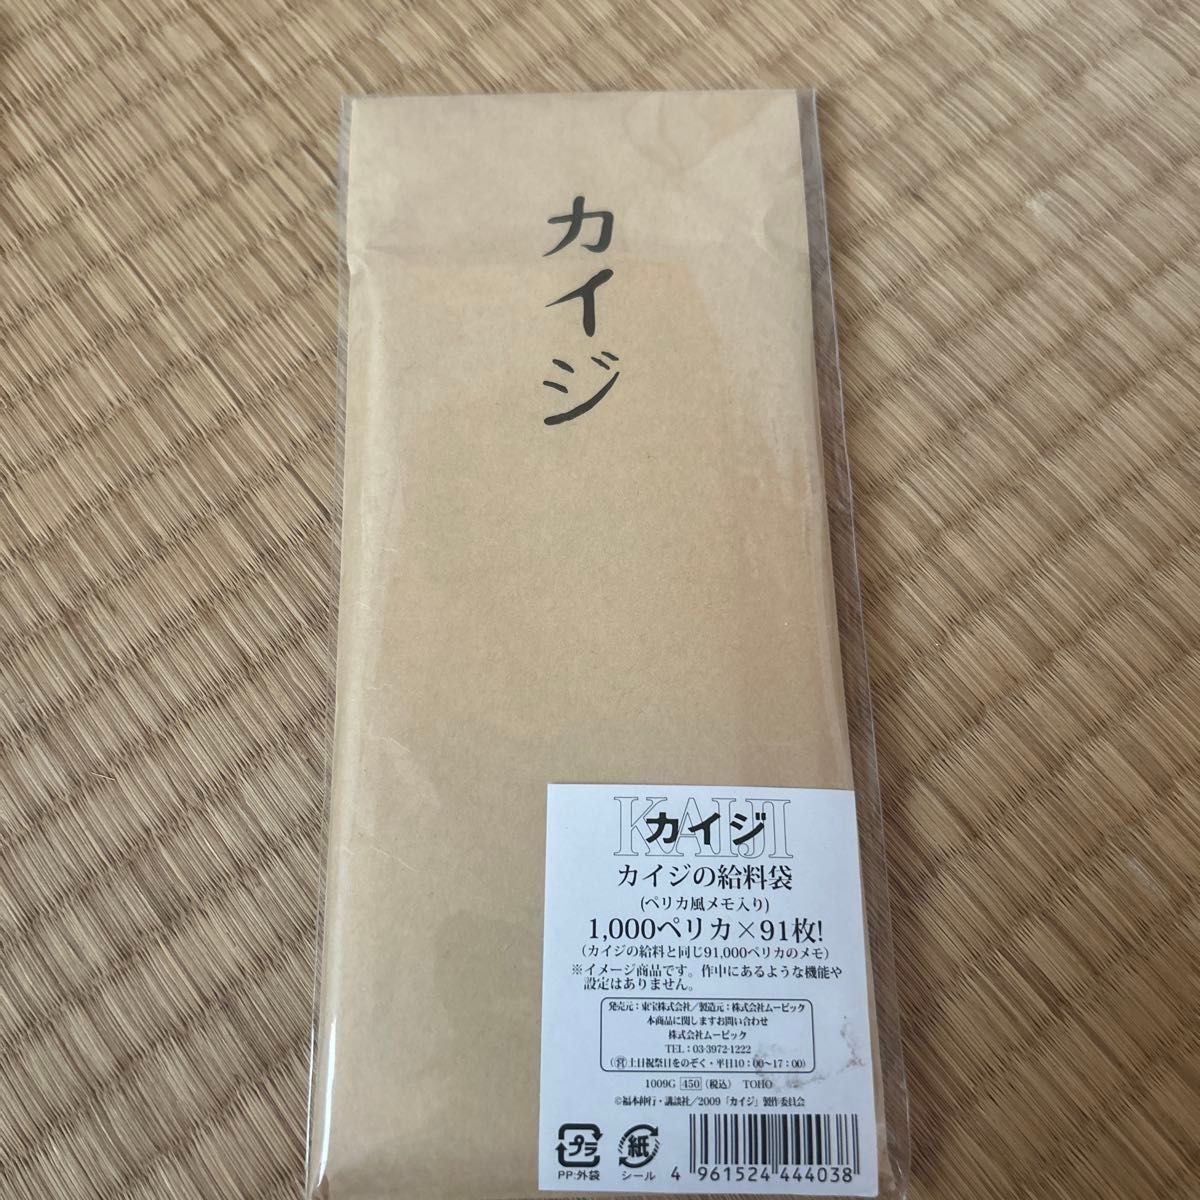 カイジ
KAIJI
カイジ
カイジの給料袋
(ペリカ風メモ入り)
1,000ペリカ×91枚!
(カイジの給料と同じ91,000ペリカのメモ)
※イメージ商品です。作中にあるような機能や
設定はありません。
発売元:東宝株式会社/製造元:株式会社ムービック
本商品に関しますお問い合わせ
株式会社ムービック
TEL:03-3972-1222
(営土日祝祭日をのぞく・平日10:00〜17:00)
1009G 450 (税込) TOHO
©福本伸行・講談社/2009「カイジ」製作委員会
プラ
PP:外袋
紙
シール
4 961524 444038